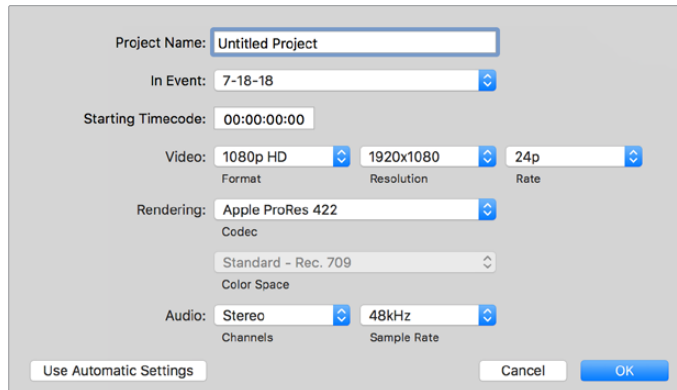 Project Name: Untitled Project
In Event: 7-18-18
Starting Timecode: 00:00:00:00
Video: 1080p HD 1920x1080 24p
Format Resolution Rate
Rendering: Apple ProRes 422
Codec
Standard - Rec. 709
Color Space
Audio: Stereo 48kHz
Channels Sample Rate
Use Automatic Settings Cancel OK